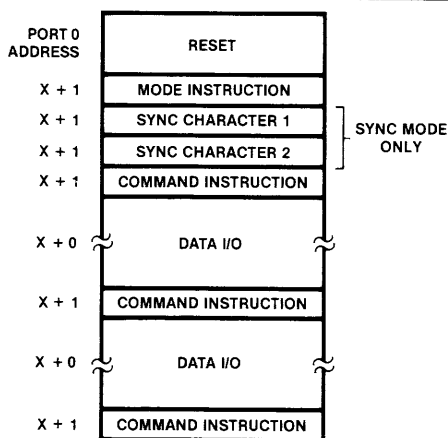 PORT 0
ADDRESS
RESET
X + 1 MODE INSTRUCTION
X + 1 SYNC CHARACTER 1
X + 1 SYNC CHARACTER 2
SYNC MODE
ONLY
X + 1 COMMAND INSTRUCTION
X + 0 DATA I/O
X + 1 COMMAND INSTRUCTION
X + 0 DATA I/O
X + 1 COMMAND INSTRUCTION